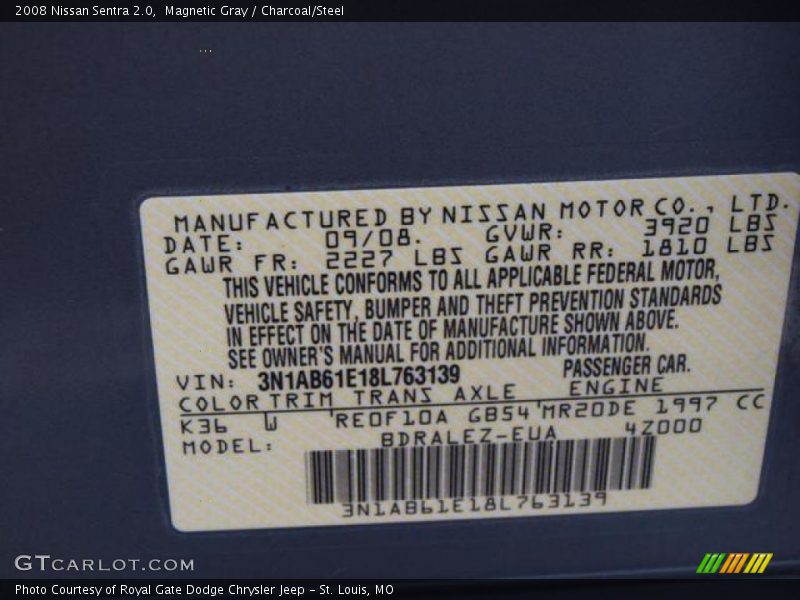 2008 Nissan Sentra 2.0,  Magnetic Gray / Charcoal/Steel
MANUFACTURED BY NISSAN MOTOR CO., LTD.
DATE: 09/08. GVWR: 3920 LBS
GAWR FR: 2227 LBS GAWR RR: 1810 LBS
THIS VEHICLE CONFORMS TO ALL APPLICABLE FEDERAL MOTOR,
VEHICLE SAFETY, BUMPER AND THEFT PREVENTION STANDARDS
IN EFFECT ON THE DATE OF MANUFACTURE SHOWN ABOVE.
SEE OWNER'S MANUAL FOR ADDITIONAL INFORMATION.
VIN: 3N1AB61E18L763139 PASSENGER CAR.
COLOR TRIM TRANS AXLE ENGINE
K36 W RE0F10A GB54 MR20DE 1997 CC
MODEL: BDRALEZ-EUA 4Z000
3N1AB61E18L763139
GTCARLOT.COM
Photo Courtesy of Royal Gate Dodge Chrysler Jeep - St. Louis, MO